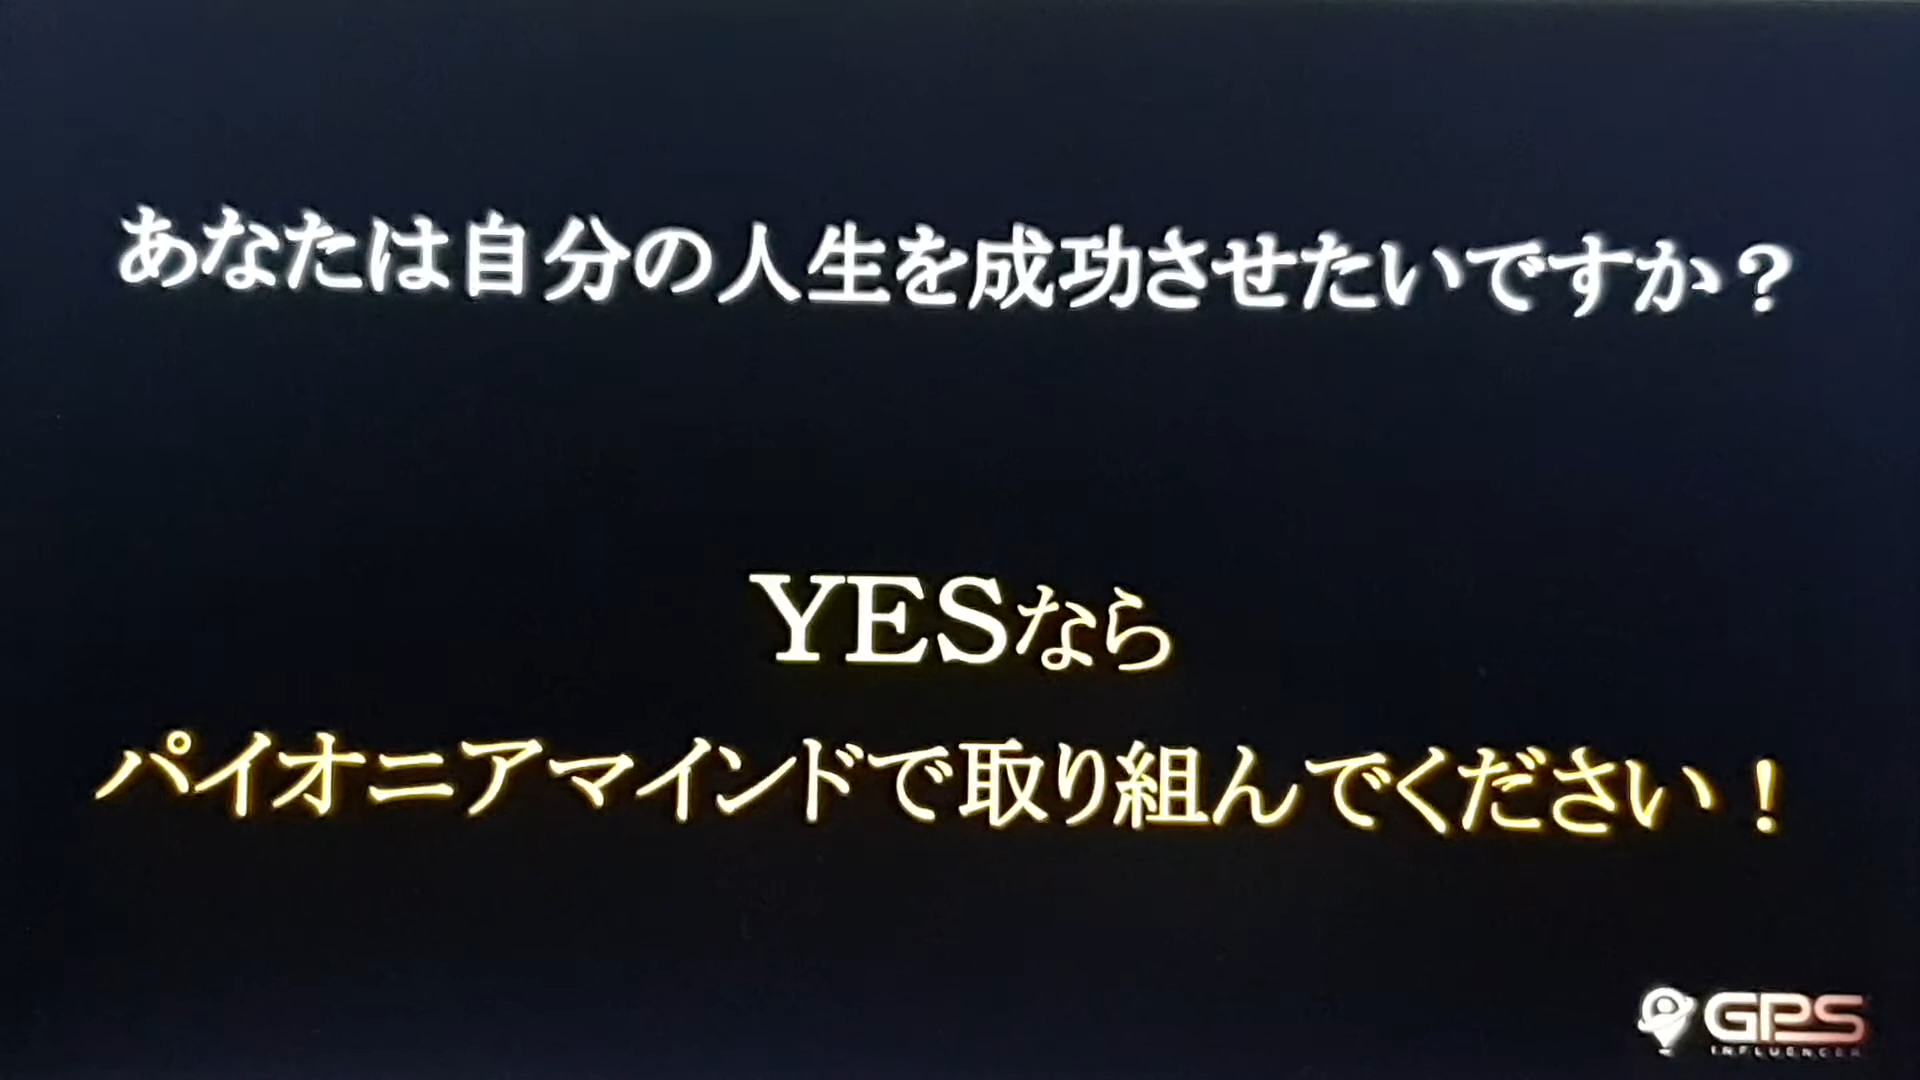 あなたは自分の人生を成功させたいですか？
YESなら
パイオニアマインドで取り組んでください！
GPS
INFLUENCER